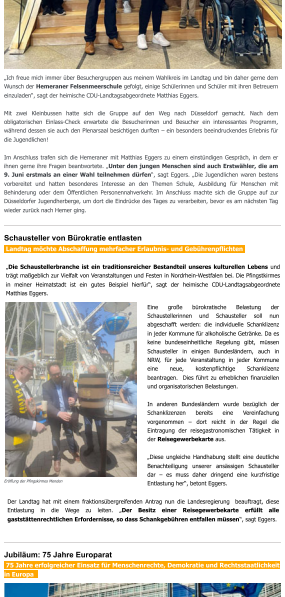 „Ich freue mich immer über Besuchergruppen aus meinem Wahlkreis im Landtag und bin daher gerne dem
Wunsch der Hemeraner Felsenmeerschule gefolgt, einige Schülerinnen und Schüler mit ihren Betreuern
einzuladen“, sagt der heimische CDU-Landtagsabgeordnete Matthias Eggers.
Mit zwei Kleinbussen hatte sich die Gruppe auf den Weg nach Düsseldorf gemacht. Nach dem
obligatorischen Einlass-Check erwartete die Besucherinnen und Besucher ein interessantes Programm,
während dessen sie auch den Plenarsaal besichtigen durften – ein besonders beeindruckendes Erlebnis für
die Jugendlichen!
Im Anschluss trafen sich die Hemeraner mit Matthias Eggers zu einem einstündigen Gespräch, in dem er
ihnen gerne ihre Fragen beantwortete. „Unter den jungen Menschen sind auch Erstwähler, die am
9. Juni erstmals an einer Wahl teilnehmen dürfen“, sagt Eggers. „Die Jugendlichen waren bestens
vorbereitet und hatten besonderes Interesse an den Themen Schule, Ausbildung für Menschen mit
Behinderung oder dem Öffentlichen Personennahverkehr. Im Anschluss machte sich die Gruppe auf zur
Düsseldorfer Jugendherberge, um dort die Eindrücke des Tages zu verarbeiten, bevor es am nächsten Tag
wieder zurück nach Hemer ging.
Schausteller von Bürokratie entlasten
Landtag möchte Abschaffung mehrfacher Erlaubnis- und Gebührenpflichten
„Die Schaustellerbranche ist ein traditionsreicher Bestandteil unseres kulturellen Lebens und
trägt maßgeblich zur Vielfalt von Veranstaltungen und Festen in Nordrhein-Westfalen bei. Die Pfingstkirmes
in meiner Heimatstadt ist ein gutes Beispiel hierfür“, sagt der heimische CDU-Landtagsabgeordnete
Matthias Eggers.
Eine große bürokratische Belastung der
Schaustellerinnen und Schausteller soll nun
abgeschafft werden: die individuelle Schanklizenz
in jeder Kommune für alkoholische Getränke. Da es
keine bundeseinheitliche Regelung gibt, müssen
Schausteller in einigen Bundesländern, auch in
NRW, für jede Veranstaltung in jeder Kommune
eine neue, kostenpflichtige Schanklizenz
beantragen. Dies führt zu erheblichen finanziellen
und organisatorischen Belastungen.
In anderen Bundesländern wurde bezüglich der
Schanklizenzen bereits eine Vereinfachung
vorgenommen – dort reicht in der Regel die
Eintragung der reisegastronomischen Tätigkeit in
der Reisegewerbekarte aus.
„Diese ungleiche Handhabung stellt eine deutliche
Benachteiligung unserer ansässigen Schausteller
dar – es muss daher dringend eine kurzfristige
Entlastung her“, betont Eggers.
Eröffnung der Pfingstkirmes Menden
Der Landtag hat mit einem fraktionsübergreifenden Antrag nun die Landesregierung beauftragt, diese
Entlastung in die Wege zu leiten. „Der Besitz einer Reisegewerbekarte erfüllt alle
gaststättenrechtlichen Erfordernisse, so dass Schankgebühren entfallen müssen“, sagt Eggers.
Jubiläum: 75 Jahre Europarat
75 Jahre erfolgreicher Einsatz für Menschenrechte, Demokratie und Rechtsstaatlichkeit
in Europa